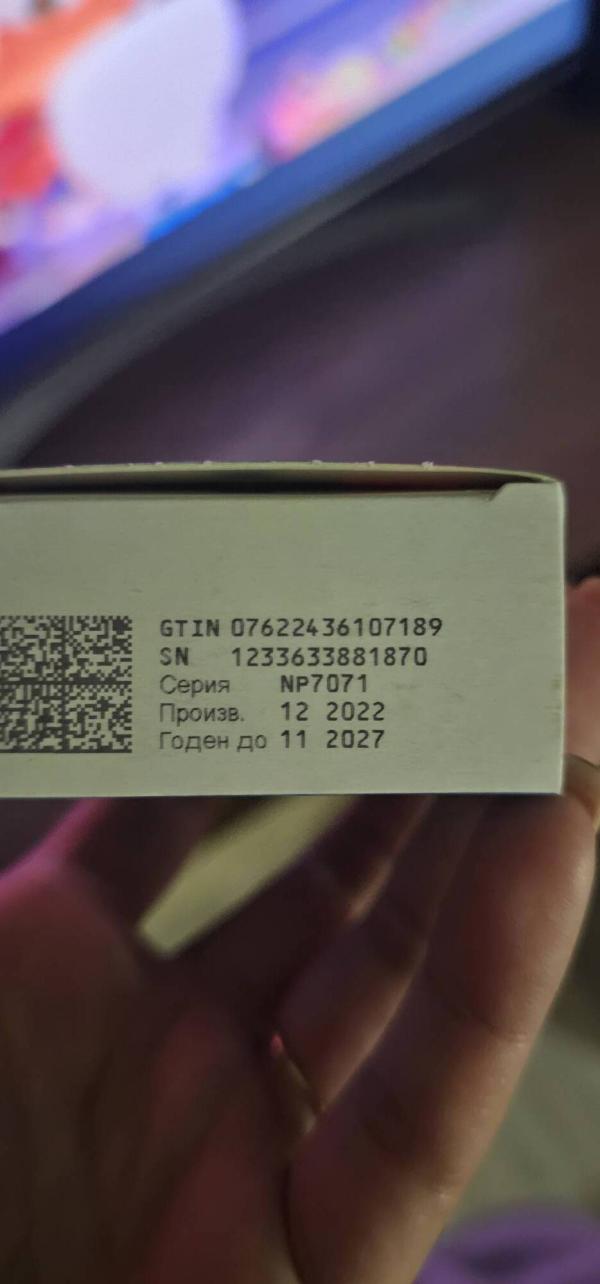 GTIN 07622436107189
SN 1233633881870
Серия NP7071
Произв. 12 2022
Годен до 11 2027